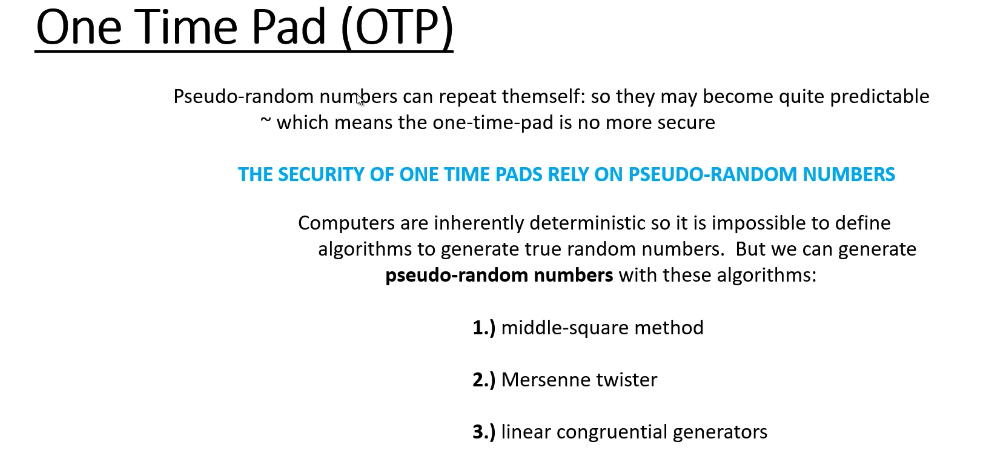 One Time Pad (OTP)
Pseudo-random numbers can repeat themself: so they may become quite predictable
~ which means the one-time-pad is no more secure
THE SECURITY OF ONE TIME PADS RELY ON PSEUDO-RANDOM NUMBERS
Computers are inherently deterministic so it is impossible to define
algorithms to generate true random numbers. But we can generate
pseudo-random numbers with these algorithms:
1.) middle-square method
2.) Mersenne twister
3.) linear congruential generators